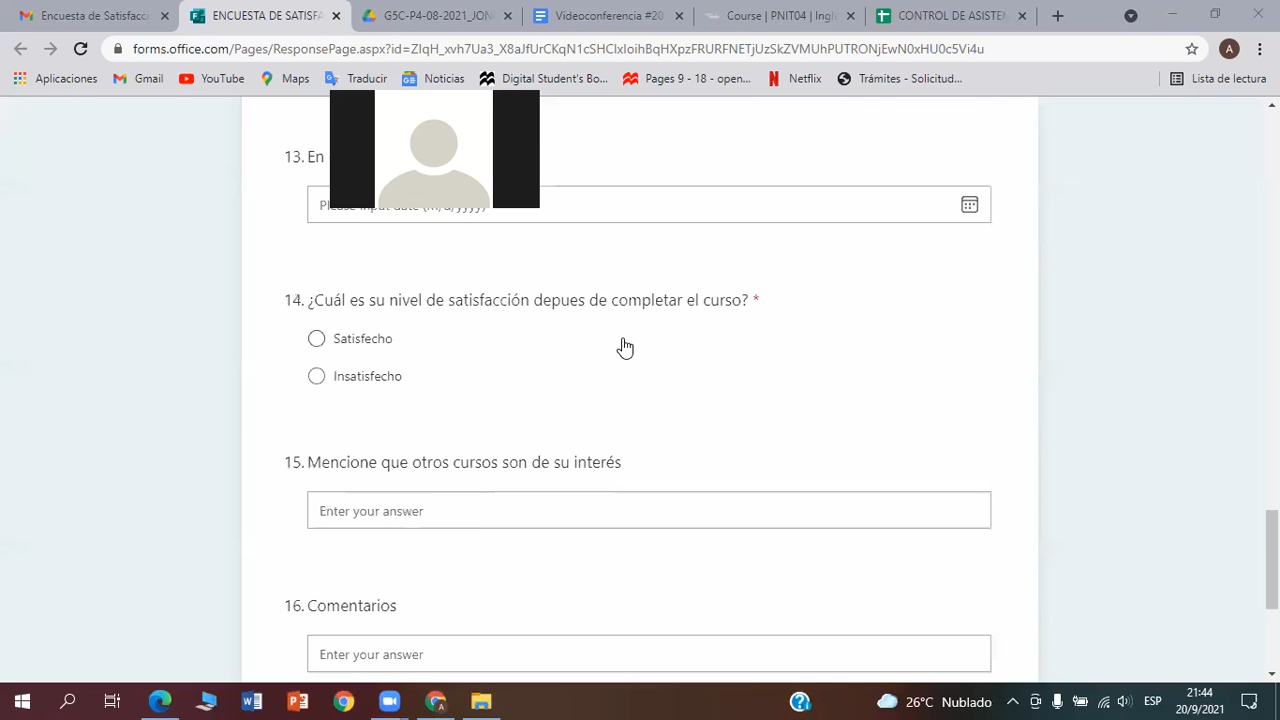 Encuesta de Satisfacc
ENCUESTA DE SATISFA
G5C-P4-08-2021_JON
Videoconferencia #20
Course | PNIT04 | Ingl
CONTROL DE ASISTEN
forms.office.com/Pages/ResponsePage.aspx?id=ZIqH_xvh7Ua3_X8aJfUrCKqN1cSHClxIoihBqHXpzFRURFNETjUzSkZVMUhPUTRONjEwN0xHU0c5Vi4u
A
Aplicaciones
Gmail
YouTube
Maps
Traducir
Noticias
Digital Student's Bo...
Pages 9 - 18 - open...
Netflix
Trámites - Solicitud...
Lista de lectura
13. En
14. ¿Cuál es su nivel de satisfacción depues de completar el curso? *
Satisfecho
Insatisfecho
15. Mencione que otros cursos son de su interés
Enter your answer
16. Comentarios
Enter your answer
26°C Nublado
ESP
21:44
20/9/2021